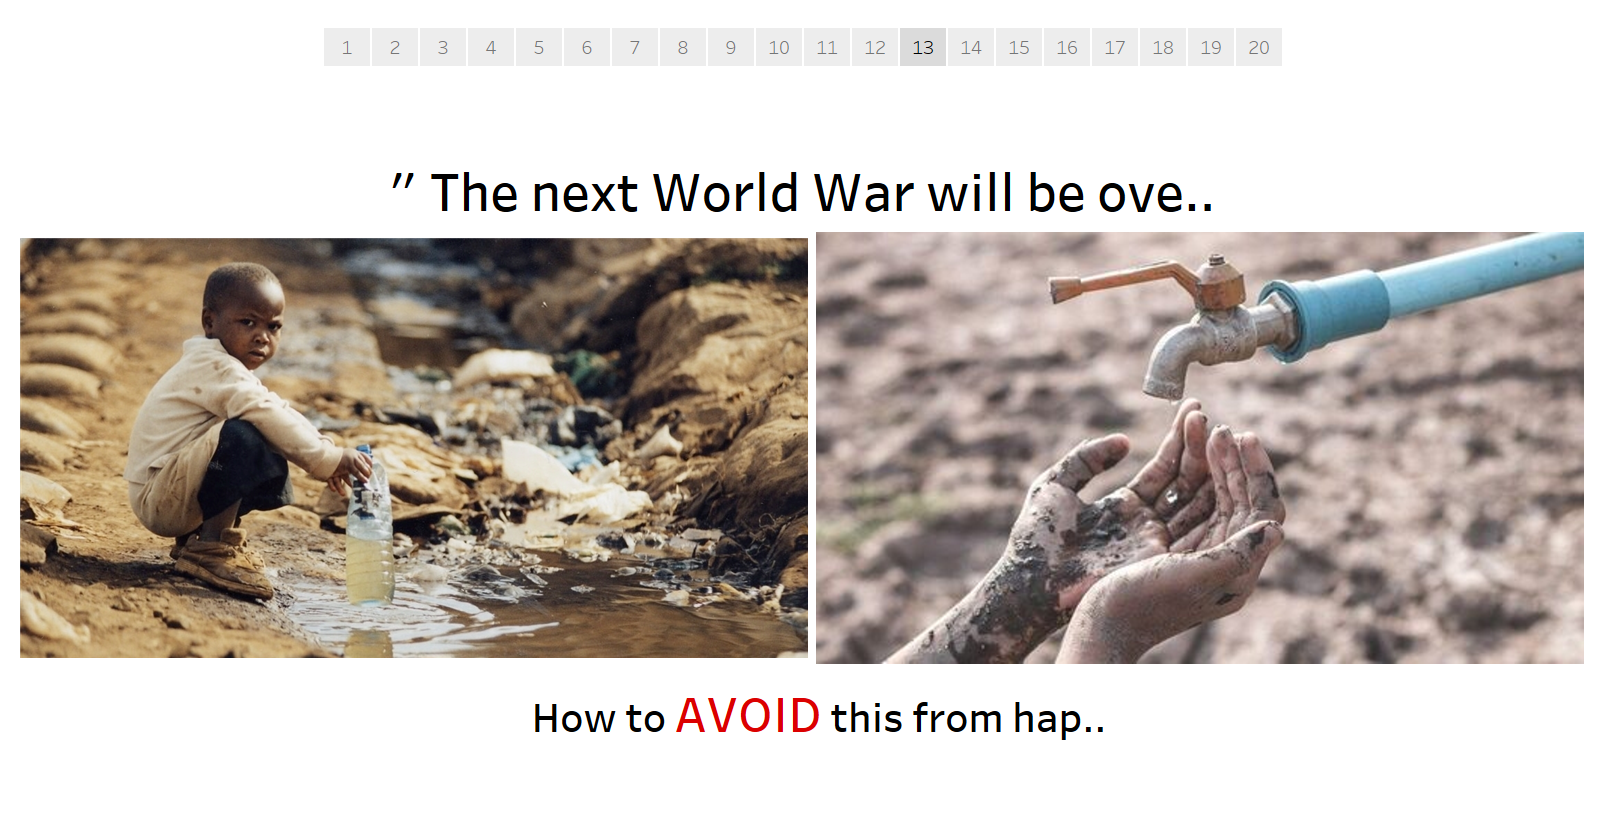 1 2 3 4 5 6 7 8 9 10 11 12 13 14 15 16 17 18 19 20
" The next World War will be ove..
How to AVOID this from hap..